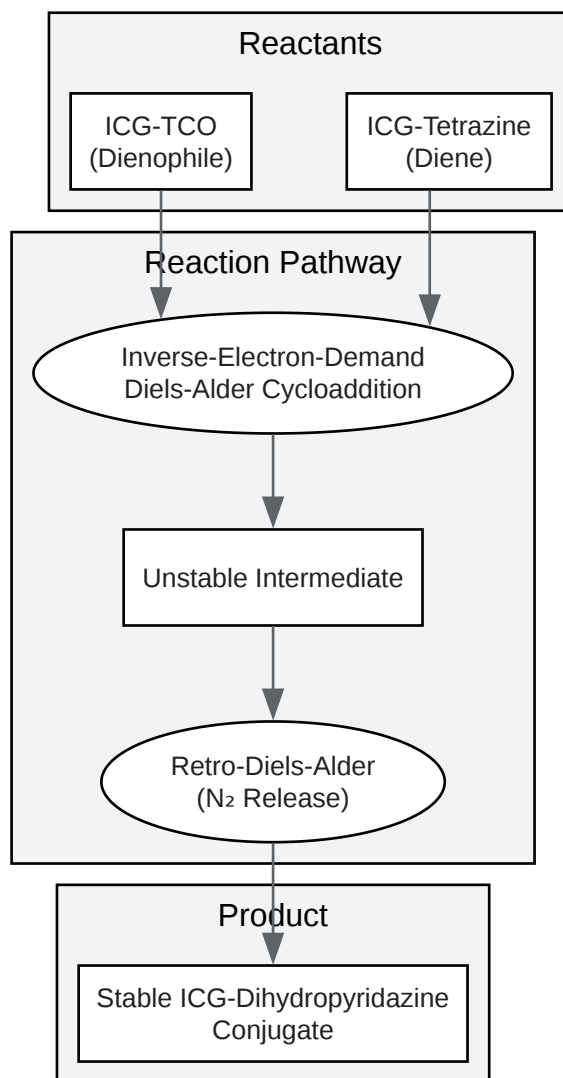 Reactants
ICG-TCO
(Dienophile)
ICG-Tetrazine
(Diene)
Reaction Pathway
Inverse-Electron-Demand
Diels-Alder Cycloaddition
Unstable Intermediate
Retro-Diels-Alder
(N₂ Release)
Product
Stable ICG-Dihydropyridazine
Conjugate